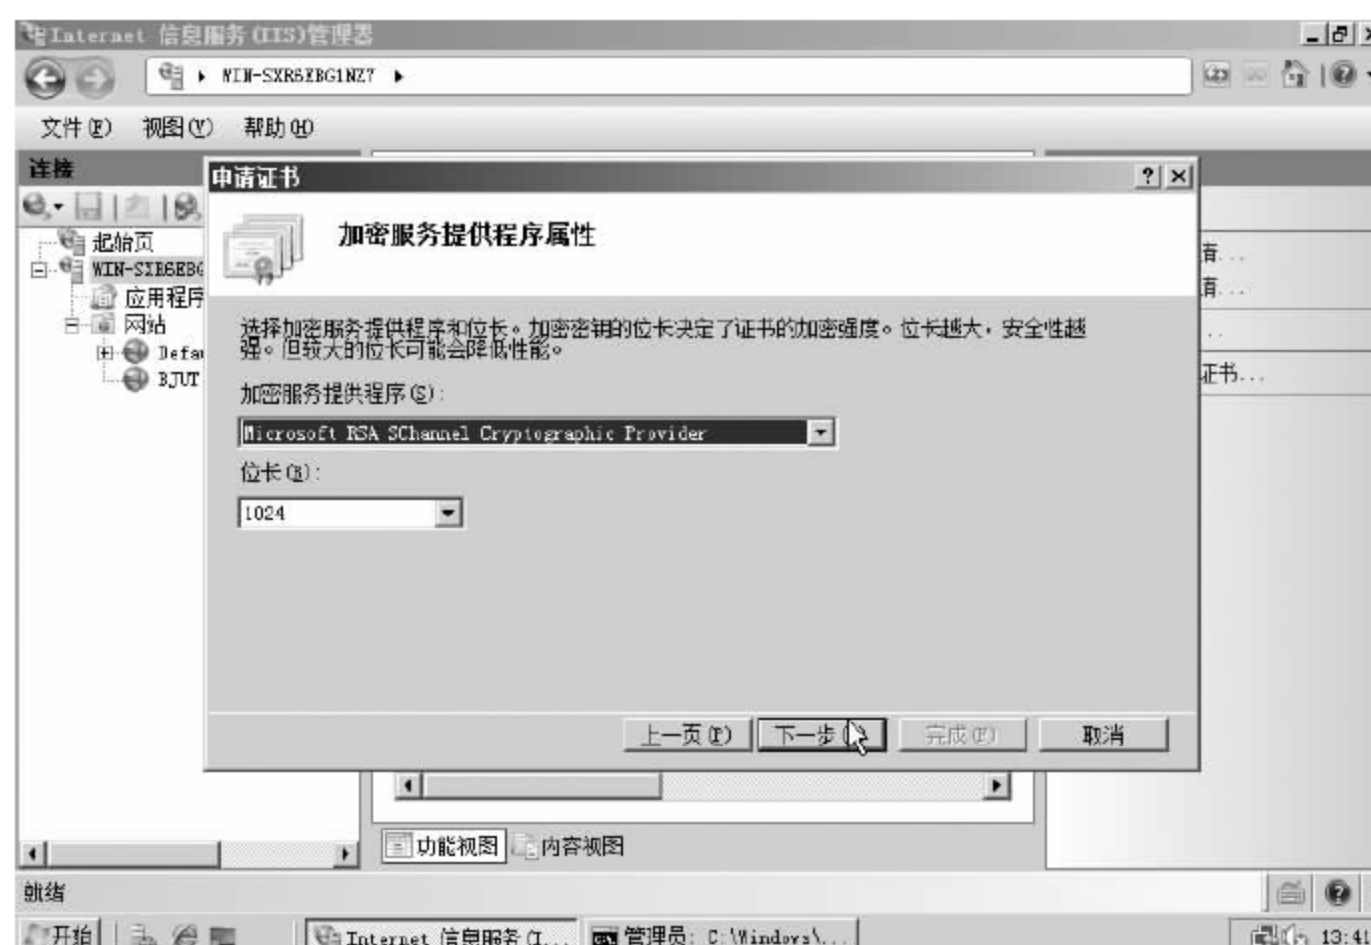 Internet 信息服务(IIS)管理器
WIN-SXR6EBG1NZ7
文件(F) 视图(V) 帮助(H)
连接
申请证书
加密服务提供程序属性
起始页
WIN-SXR6EBG
应用程序
网站
Defau
BJUT
选择加密服务提供程序和位长。加密密钥的位长决定了证书的加密强度。位长越大，安全性越
强。但较大的位长可能会降低性能。
加密服务提供程序(S):
Microsoft RSA SChannel Cryptographic Provider
位长(B):
1024
...
...
..
证书...
上一页(P) 下一步 完成(F) 取消
功能视图 内容视图
就绪
开始 Internet 信息服务(I... 管理员: C:\Windows\... 13:41